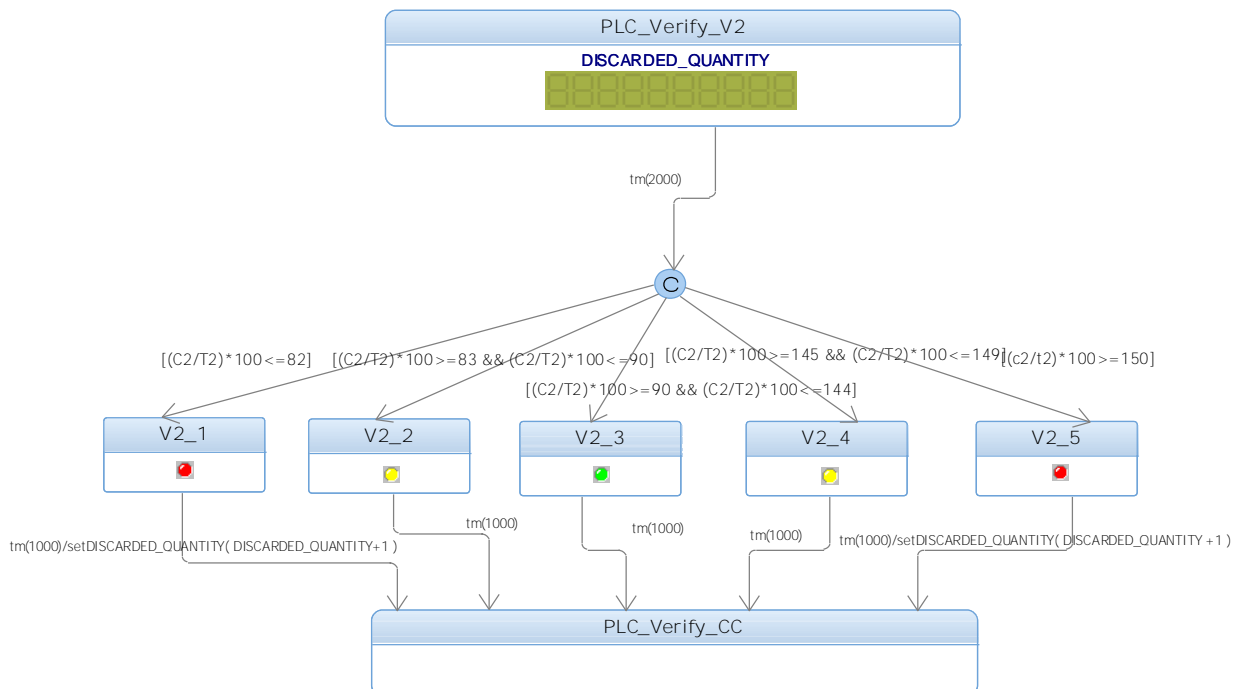 PLC_Verify_V2
DISCARDED_QUANTITY
tm(2000)
C
[(C2/T2)*100<=82]
[(C2/T2)*100>=83 && (C2/T2)*100<=90]
[(C2/T2)*100>=145 && (C2/T2)*100<=149]
[(c2/t2)*100>=150]
[(C2/T2)*100>=90 && (C2/T2)*100<=144]
V2_1
V2_2
V2_3
V2_4
V2_5
tm(1000)/setDISCARDED_QUANTITY( DISCARDED_QUANTITY+1 )
tm(1000)
tm(1000)
tm(1000)
tm(1000)/setDISCARDED_QUANTITY( DISCARDED_QUANTITY +1 )
PLC_Verify_CC